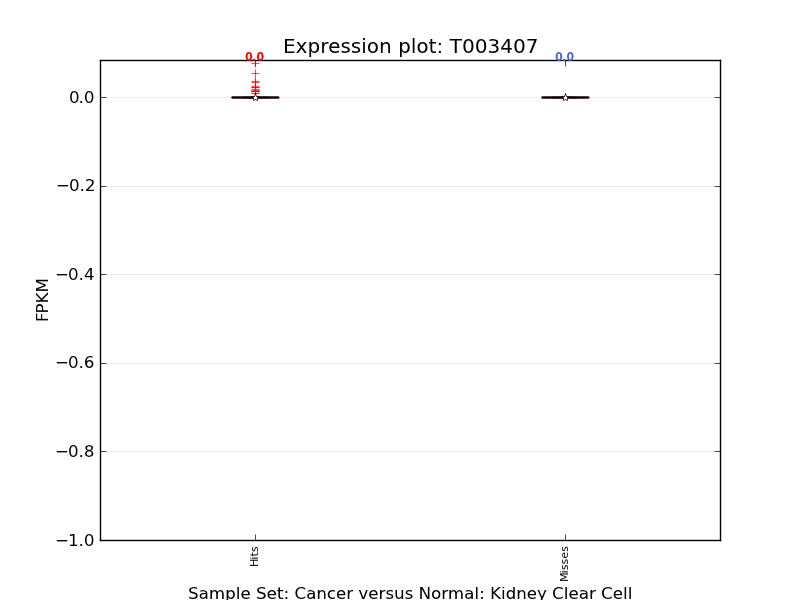 Expression plot: T003407
0.0
0.0
0.0
−0.2
−0.4
−0.6
−0.8
−1.0
FPKM
Hits
Misses
Sample Set: Cancer versus Normal: Kidney Clear Cell